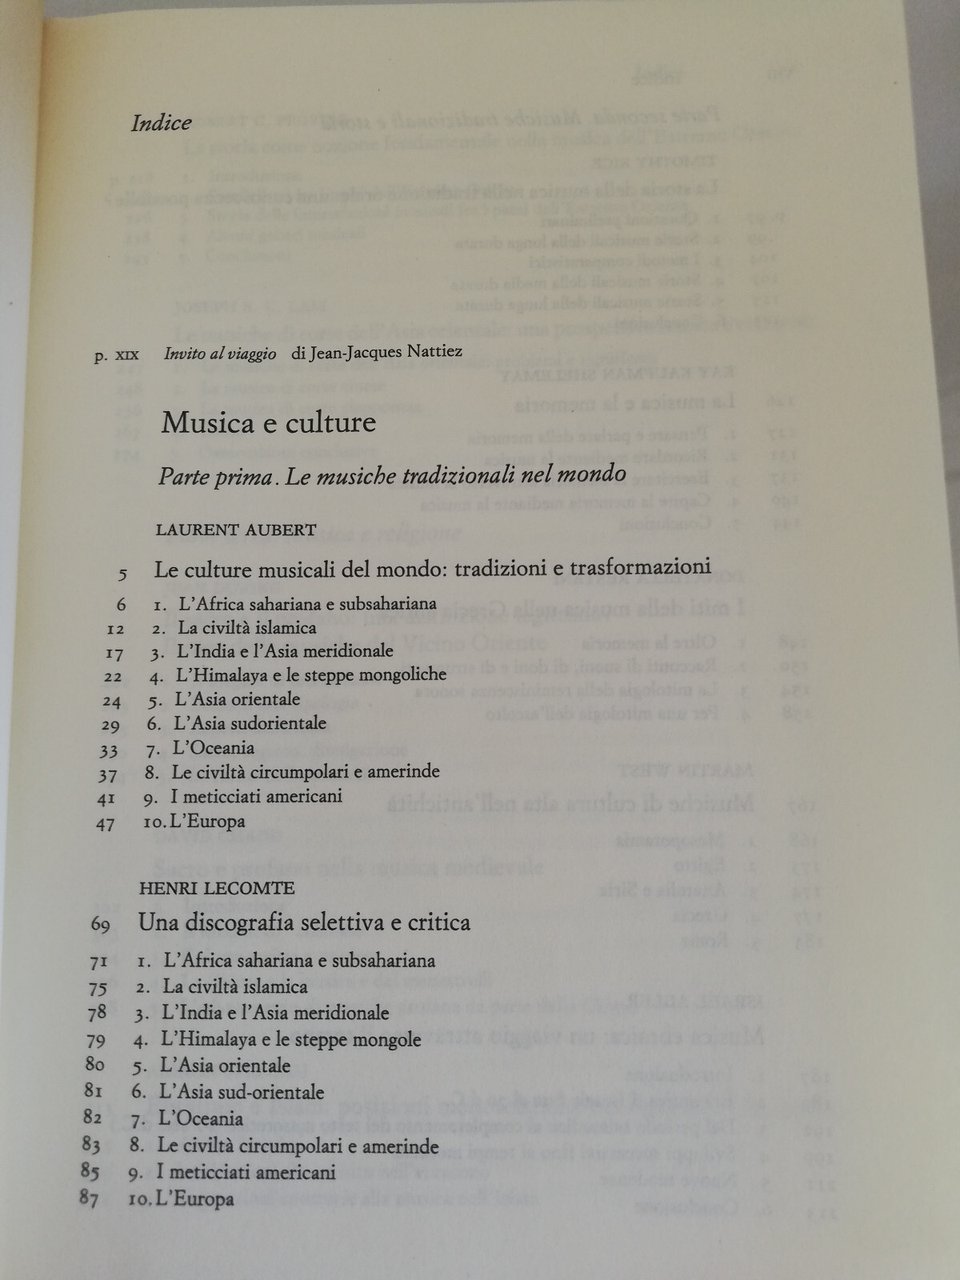 Indice
p. XIX Invito al viaggio di Jean-Jacques Nattiez
Musica e culture
Parte prima. Le musiche tradizionali nel mondo
LAURENT AUBERT
5 Le culture musicali del mondo: tradizioni e trasformazioni
6 1. L'Africa sahariana e subsahariana
12 2. La civiltà islamica
17 3. L'India e l'Asia meridionale
22 4. L'Himalaya e le steppe mongoliche
24 5. L'Asia orientale
29 6. L'Asia sudorientale
33 7. L'Oceania
37 8. Le civiltà circumpolari e amerinde
41 9. I meticciati americani
47 10. L'Europa
HENRI LECOMTE
69 Una discografia selettiva e critica
71 1. L'Africa sahariana e subsahariana
75 2. La civiltà islamica
78 3. L'India e l'Asia meridionale
79 4. L'Himalaya e le steppe mongole
80 5. L'Asia orientale
81 6. L'Asia sud-orientale
82 7. L'Oceania
83 8. Le civiltà circumpolari e amerinde
85 9. I meticciati americani
87 10. L'Europa